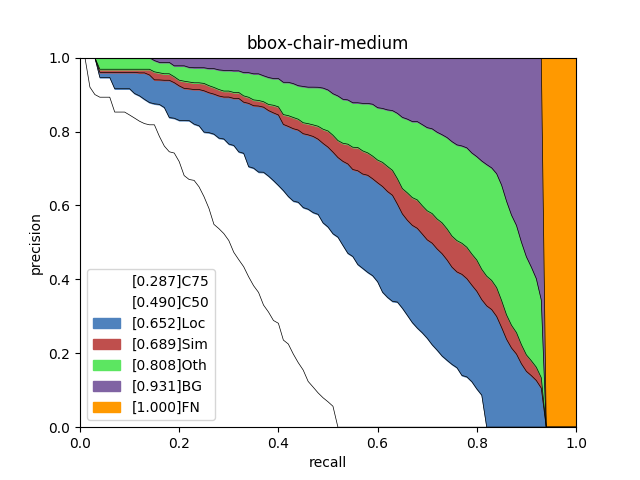 bbox-chair-medium
precision
1.0
0.8
0.6
0.4
0.2
0.0
[0.287]C75
[0.490]C50
[0.652]Loc
[0.689]Sim
[0.808]Oth
[0.931]BG
[1.000]FN
0.0 0.2 0.4 0.6 0.8 1.0
recall